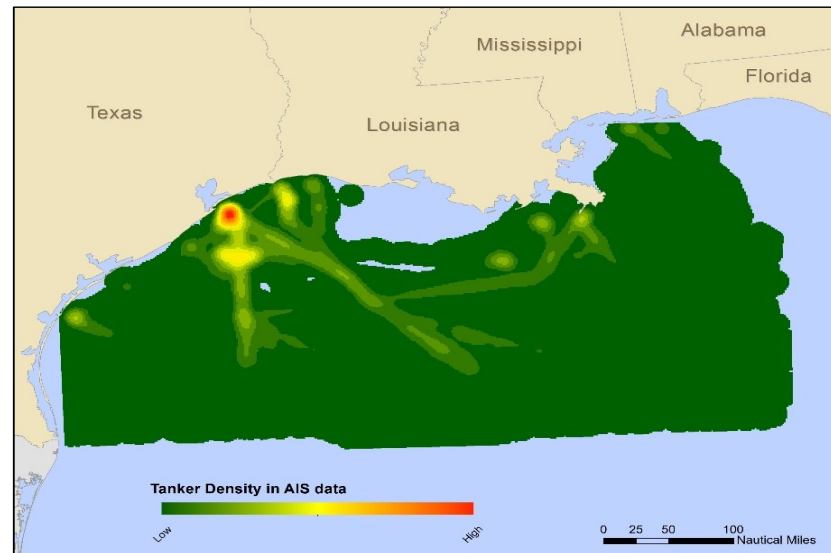 Alabama
Mississippi
Florida
Texas
Louisiana
Tanker Density in AIS data
Low
High
0 25 50 100
Nautical Miles